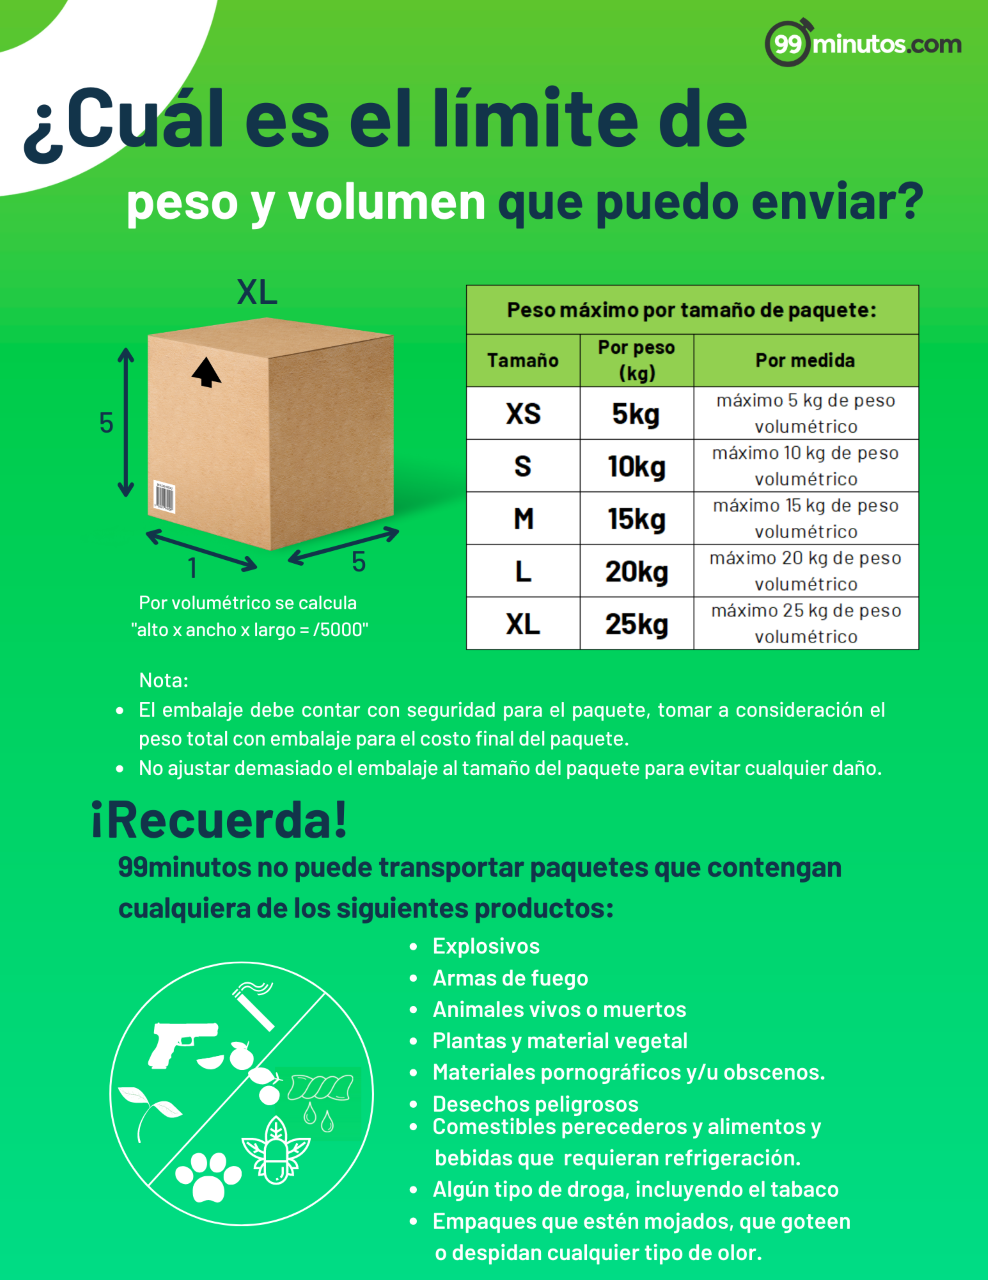 99minutos.com
¿Cuál es el límite de
peso y volumen que puedo enviar?
XL
5
1
5
Por volumétrico se calcula
"alto x ancho x largo = /5000"
Peso máximo por tamaño de paquete:
Tamaño
Por peso
(kg)
Por medida
XS
5kg
máximo 5 kg de peso
volumétrico
S
10kg
máximo 10 kg de peso
volumétrico
M
15kg
máximo 15 kg de peso
volumétrico
L
20kg
máximo 20 kg de peso
volumétrico
XL
25kg
máximo 25 kg de peso
volumétrico
Nota:
• El embalaje debe contar con seguridad para el paquete, tomar a consideración el
peso total con embalaje para el costo final del paquete.
• No ajustar demasiado el embalaje al tamaño del paquete para evitar cualquier daño.
¡Recuerda!
99minutos no puede transportar paquetes que contengan
cualquiera de los siguientes productos:
• Explosivos
• Armas de fuego
• Animales vivos o muertos
• Plantas y material vegetal
• Materiales pornográficos y/u obscenos.
• Desechos peligrosos
• Comestibles perecederos y alimentos y
bebidas que requieran refrigeración.
• Algún tipo de droga, incluyendo el tabaco
• Empaques que estén mojados, que goteen
o despidan cualquier tipo de olor.